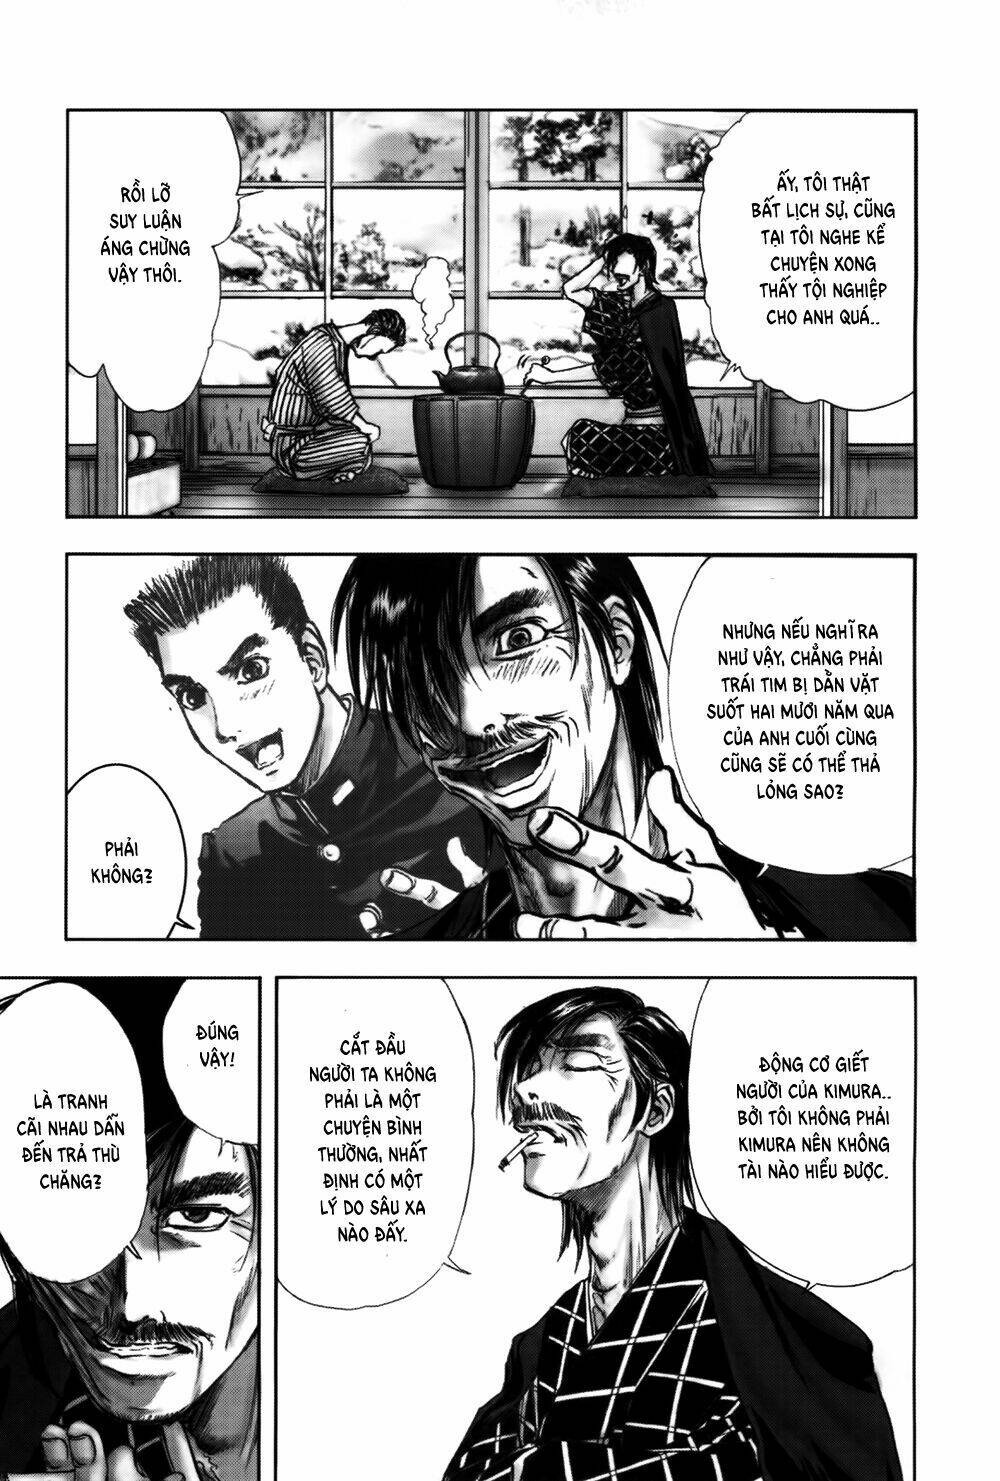 ẤY, TÔI THẬT
BẤT LỊCH SỰ, CŨNG
TẠI TÔI NGHE KỂ
CHUYỆN XONG
THẤY TỘI NGHIỆP
CHO ANH QUÁ..
RỒI LỠ
SUY LUẬN
ÁNG CHỪNG
VẬY THÔI.
NHƯNG NẾU NGHĨ RA
NHƯ VẬY, CHẲNG PHẢI
TRÁI TIM BỊ DẰN VẶT
SUỐT HAI MƯƠI NĂM QUA
CỦA ANH CUỐI CÙNG
CŨNG SẼ CÓ THỂ THẢ
LỎNG SAO?
PHẢI
KHÔNG?
ĐỘNG CƠ GIẾT
NGƯỜI CỦA KIMURA..
BỞI TÔI KHÔNG PHẢI
KIMURA NÊN KHÔNG
TÀI NÀO HIỂU ĐƯỢC.
CẮT ĐẦU
NGƯỜI TA KHÔNG
PHẢI LÀ MỘT
CHUYỆN BÌNH
THƯỜNG, NHẤT
ĐỊNH CÓ MỘT
LÝ DO SÂU XA
NÀO ĐẤY.
ĐÚNG
VẬY!
LÀ TRANH
CÃI NHAU DẪN
ĐẾN TRẢ THÙ
CHĂNG?